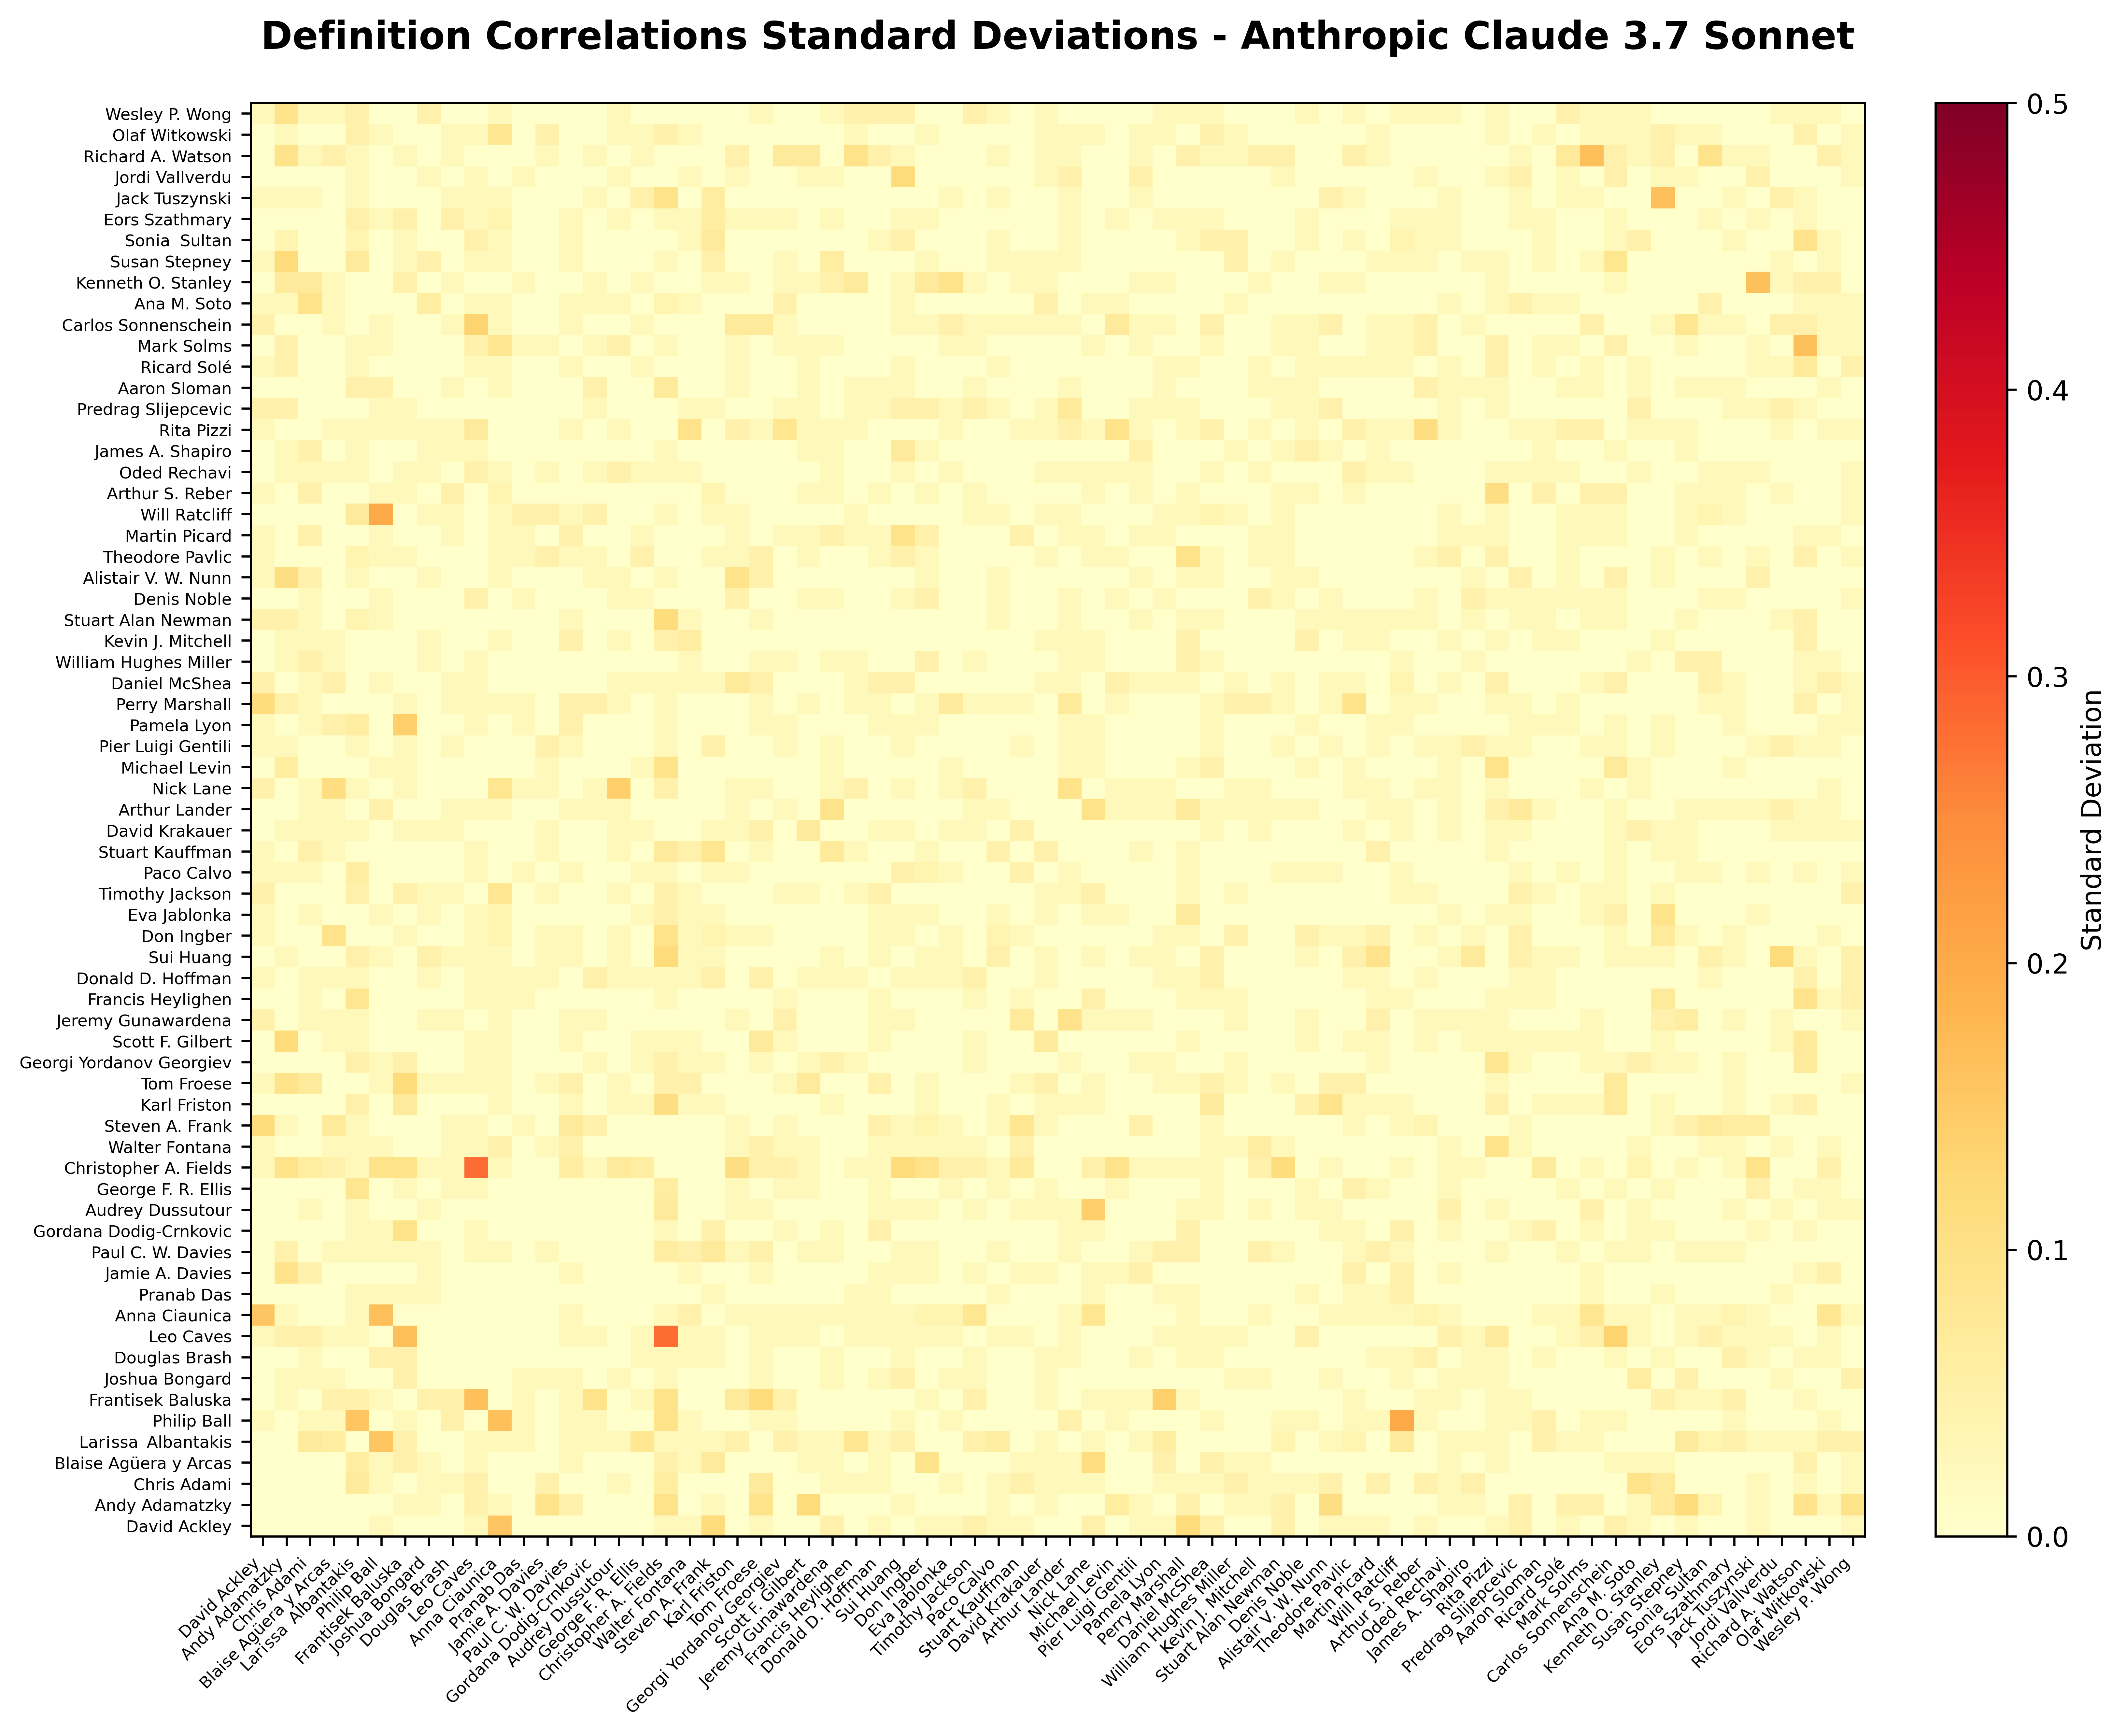 Definition Correlations Standard Deviations - Anthropic Claude 3.7 Sonnet
Wesley P. Wong
Olaf Witkowski
Richard A. Watson
Jordi Vallverdu
Jack Tuszynski
Eors Szathmary
Sonia  Sultan
Susan Stepney
Kenneth O. Stanley
Ana M. Soto
Carlos Sonnenschein
Mark Solms
Ricard Solé
Aaron Sloman
Predrag Slijepcevic
Rita Pizzi
James A. Shapiro
Oded Rechavi
Arthur S. Reber
Will Ratcliff
Martin Picard
Theodore Pavlic
Alistair V. W. Nunn
Denis Noble
Stuart Alan Newman
Kevin J. Mitchell
William Hughes Miller
Daniel McShea
Perry Marshall
Pamela Lyon
Pier Luigi Gentili
Michael Levin
Nick Lane
Arthur Lander
David Krakauer
Stuart Kauffman
Paco Calvo
Timothy Jackson
Eva Jablonka
Don Ingber
Sui Huang
Donald D. Hoffman
Francis Heylighen
Jeremy Gunawardena
Scott F. Gilbert
Georgi Yordanov Georgiev
Tom Froese
Karl Friston
Steven A. Frank
Walter Fontana
Christopher A. Fields
George F. R. Ellis
Audrey Dussutour
Gordana Dodig-Crnkovic
Paul C. W. Davies
Jamie A. Davies
Pranab Das
Anna Ciaunica
Leo Caves
Douglas Brash
Joshua Bongard
Frantisek Baluska
Philip Ball
Larissa  Albantakis
Blaise Agüera y Arcas
Chris Adami
Andy Adamatzky
David Ackley
David Ackley
Andy Adamatzky
Chris Adami
Blaise Agüera y Arcas
Larissa  Albantakis
Philip Ball
Frantisek Baluska
Joshua Bongard
Douglas Brash
Leo Caves
Anna Ciaunica
Pranab Das
Jamie A. Davies
Paul C. W. Davies
Gordana Dodig-Crnkovic
Audrey Dussutour
George F. R. Ellis
Christopher A. Fields
Walter Fontana
Steven A. Frank
Karl Friston
Tom Froese
Georgi Yordanov Georgiev
Scott F. Gilbert
Jeremy Gunawardena
Francis Heylighen
Donald D. Hoffman
Sui Huang
Don Ingber
Eva Jablonka
Timothy Jackson
Paco Calvo
Stuart Kauffman
David Krakauer
Arthur Lander
Nick Lane
Michael Levin
Pier Luigi Gentili
Pamela Lyon
Perry Marshall
Daniel McShea
William Hughes Miller
Kevin J. Mitchell
Stuart Alan Newman
Denis Noble
Alistair V. W. Nunn
Theodore Pavlic
Martin Picard
Will Ratcliff
Arthur S. Reber
Oded Rechavi
James A. Shapiro
Rita Pizzi
Predrag Slijepcevic
Aaron Sloman
Ricard Solé
Mark Solms
Carlos Sonnenschein
Ana M. Soto
Kenneth O. Stanley
Susan Stepney
Sonia  Sultan
Eors Szathmary
Jack Tuszynski
Jordi Vallverdu
Richard A. Watson
Olaf Witkowski
Wesley P. Wong
0.5
0.4
0.3
0.2
0.1
0.0
Standard Deviation